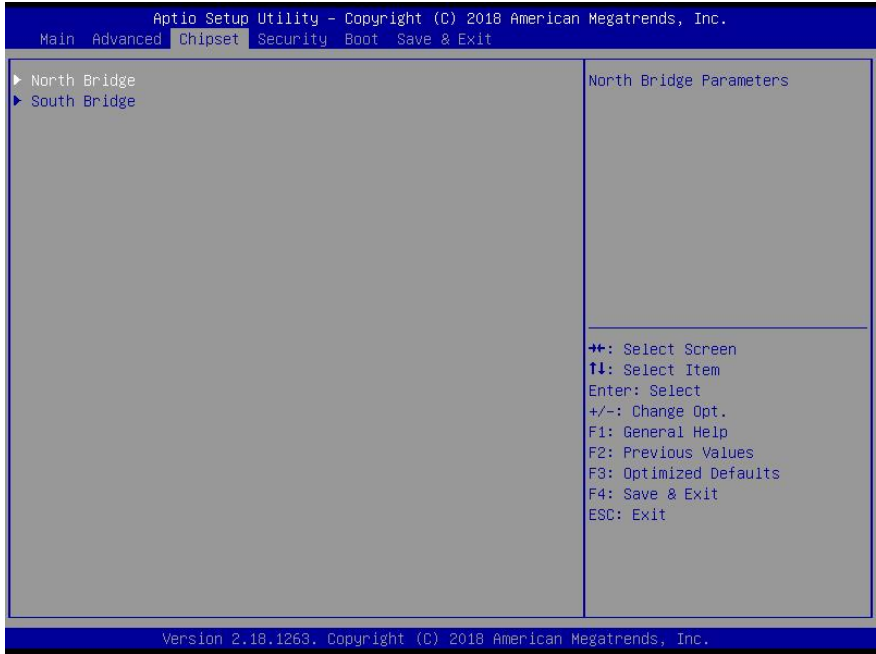 Aptio Setup Utility – Copyright (C) 2018 American Megatrends, Inc.
Main Advanced Chipset Security Boot Save & Exit
▶ North Bridge
▶ South Bridge
North Bridge Parameters
→←: Select Screen
↑↓: Select Item
Enter: Select
+/-: Change Opt.
F1: General Help
F2: Previous Values
F3: Optimized Defaults
F4: Save & Exit
ESC: Exit
Version 2.18.1263. Copyright (C) 2018 American Megatrends, Inc.